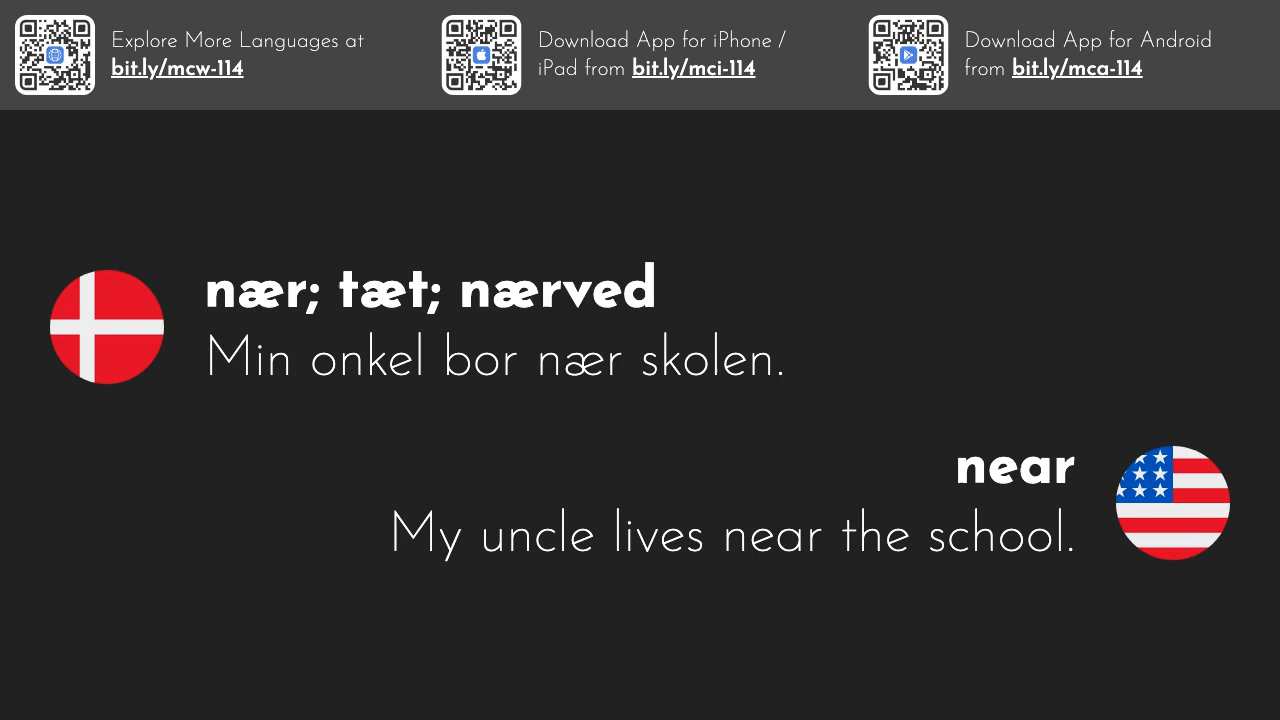 Explore More Languages at
bit.ly/mcw-114
Download App for iPhone /
iPad from bit.ly/mci-114
Download App for Android
from bit.ly/mca-114
nær; tæt; nærved
Min onkel bor nær skolen.
near
My uncle lives near the school.